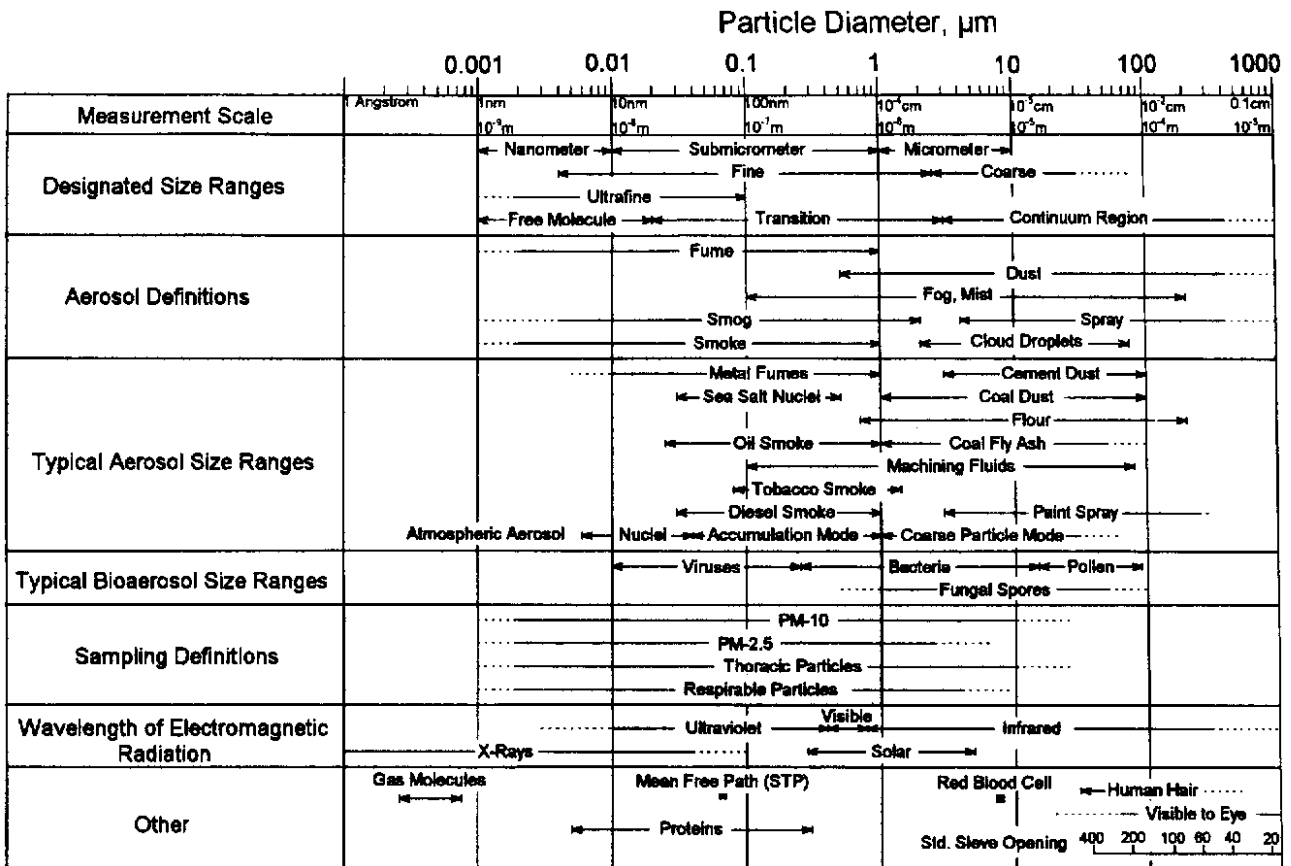 Particle Diameter, µm
0.001 0.01 0.1 1 10 100 1000
Measurement Scale
1 Angstrom 1nm 10nm 100nm 10⁻⁴cm 10⁻³cm 10⁻²cm 0.1cm
10⁻⁹m 10⁻⁸m 10⁻⁷m 10⁻⁶m 10⁻⁵m 10⁻⁴m 10⁻³m
Designated Size Ranges
Nanometer Submicrometer Micrometer
Fine Coarse
Ultrafine
Free Molecule Transition Continuum Region
Aerosol Definitions
Fume
Dust
Fog, Mist
Smog Spray
Smoke Cloud Droplets
Typical Aerosol Size Ranges
Metal Fumes Cement Dust
Sea Salt Nuclei Coal Dust
Flour
Oil Smoke Coal Fly Ash
Machining Fluids
Tobacco Smoke
Diesel Smoke Paint Spray
Atmospheric Aerosol Nuclei Accumulation Mode Coarse Particle Mode
Typical Bioaerosol Size Ranges
Viruses Bacteria Pollen
Fungal Spores
Sampling Definitions
PM-10
PM-2.5
Thoracic Particles
Respirable Particles
Wavelength of Electromagnetic
Radiation
Ultraviolet Visible Infrared
X-Rays Solar
Other
Gas Molecules Mean Free Path (STP) Red Blood Cell Human Hair
Visible to Eye
Proteins
Std. Sieve Opening 400 200 100 60 40 20